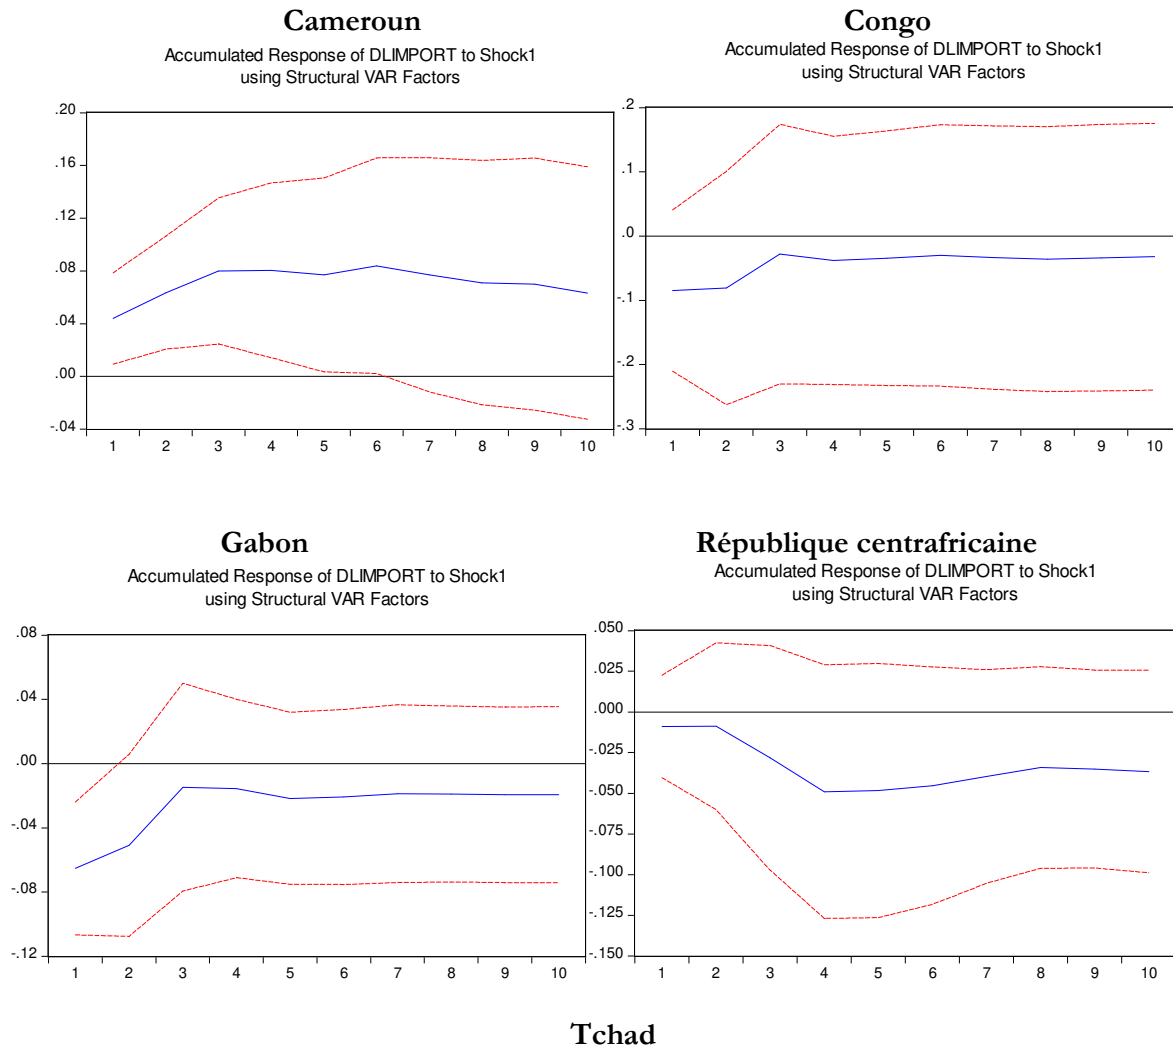 Cameroun
Accumulated Response of DLIMPORT to Shock1
using Structural VAR Factors
.20
.16
.12
.08
.04
.00
-.04
1 2 3 4 5 6 7 8 9 10
Congo
Accumulated Response of DLIMPORT to Shock1
using Structural VAR Factors
.2
.1
.0
-.1
-.2
-.3
1 2 3 4 5 6 7 8 9 10
Gabon
Accumulated Response of DLIMPORT to Shock1
using Structural VAR Factors
.08
.04
.00
-.04
-.08
-.12
1 2 3 4 5 6 7 8 9 10
République centrafricaine
Accumulated Response of DLIMPORT to Shock1
using Structural VAR Factors
.050
.025
.000
-.025
-.050
-.075
-.100
-.125
-.150
1 2 3 4 5 6 7 8 9 10
Tchad